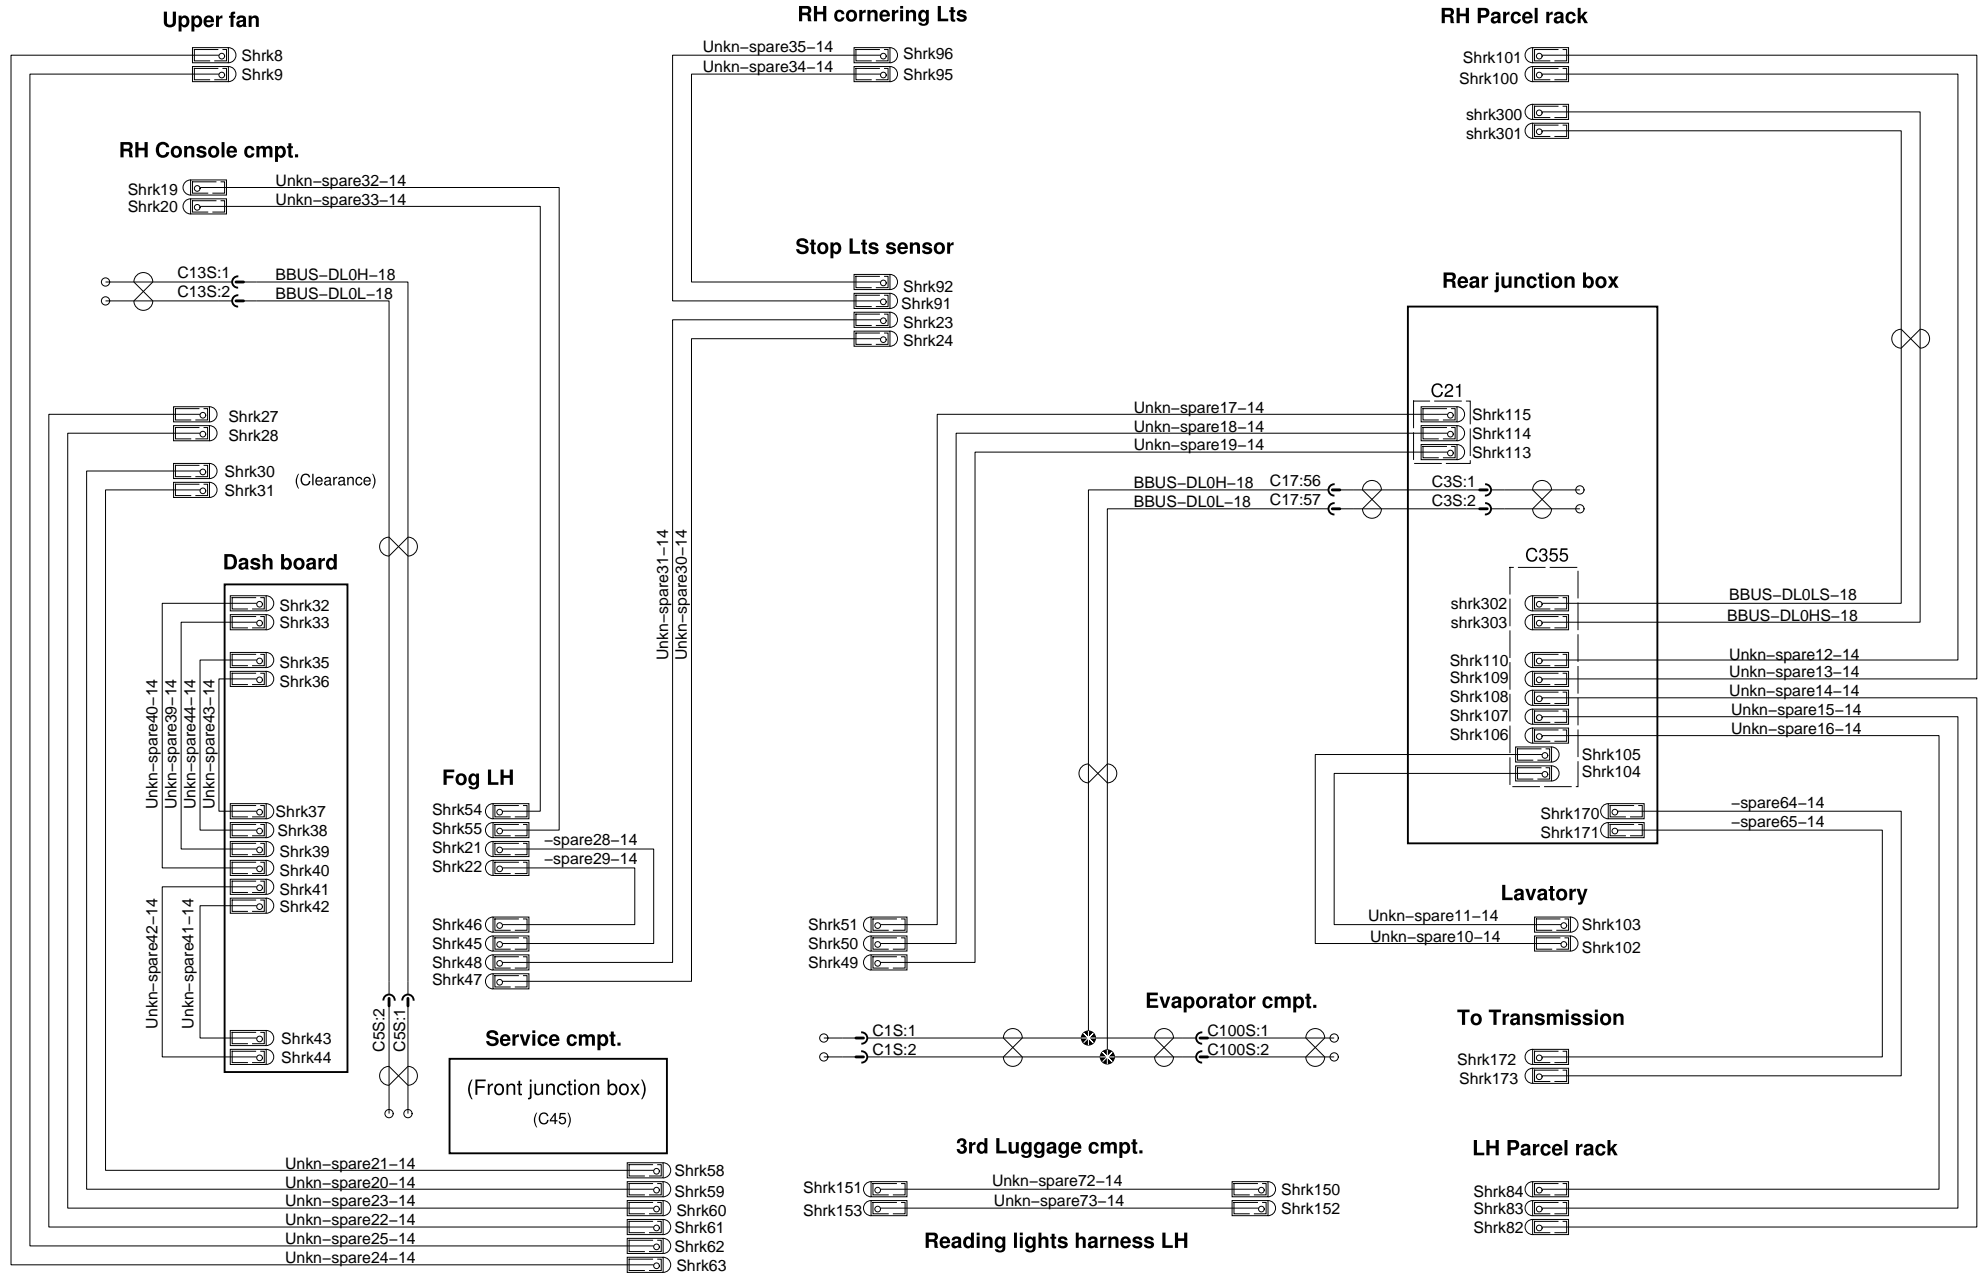 Upper fan
Shrk8
Shrk9
RH Console cmpt.
Shrk19
Unkn–spare32–14
Shrk20
Unkn–spare33–14
C13S:1
BBUS–DL0H–18
C13S:2
BBUS–DL0L–18
Shrk27
Shrk28
Shrk30
Shrk31
(Clearance)
Dash board
Shrk32
Shrk33
Shrk35
Shrk36
Unkn–spare40–14
Unkn–spare39–14
Unkn–spare44–14
Unkn–spare43–14
Shrk37
Shrk38
Shrk39
Shrk40
Shrk41
Shrk42
Unkn–spare42–14
Unkn–spare41–14
Shrk43
Shrk44
C5S:2
C5S:1
Fog LH
Shrk54
Shrk55
Shrk21
–spare28–14
Shrk22
–spare29–14
Shrk46
Shrk45
Shrk48
Shrk47
Service cmpt.
(Front junction box)
(C45)
Unkn–spare21–14
Shrk58
Unkn–spare20–14
Shrk59
Unkn–spare23–14
Shrk60
Unkn–spare22–14
Shrk61
Unkn–spare25–14
Shrk62
Unkn–spare24–14
Shrk63
RH cornering Lts
Unkn–spare35–14
Shrk96
Unkn–spare34–14
Shrk95
Stop Lts sensor
Shrk92
Shrk91
Shrk23
Shrk24
Unkn–spare31–14
Unkn–spare30–14
Shrk51
Shrk50
Shrk49
Evaporator cmpt.
C1S:1
C100S:1
C1S:2
C100S:2
3rd Luggage cmpt.
Shrk151
Unkn–spare72–14
Shrk150
Shrk153
Unkn–spare73–14
Shrk152
Reading lights harness LH
RH Parcel rack
Shrk101
Shrk100
shrk300
shrk301
Rear junction box
C21
Unkn–spare17–14
Shrk115
Unkn–spare18–14
Shrk114
Unkn–spare19–14
Shrk113
BBUS–DL0H–18
C17:56
C3S:1
BBUS–DL0L–18
C17:57
C3S:2
C355
shrk302
BBUS–DL0LS–18
shrk303
BBUS–DL0HS–18
Shrk110
Unkn–spare12–14
Shrk109
Unkn–spare13–14
Shrk108
Unkn–spare14–14
Shrk107
Unkn–spare15–14
Shrk106
Unkn–spare16–14
Shrk105
Shrk104
Shrk170
–spare64–14
Shrk171
–spare65–14
Lavatory
Unkn–spare11–14
Shrk103
Unkn–spare10–14
Shrk102
To Transmission
Shrk172
Shrk173
LH Parcel rack
Shrk84
Shrk83
Shrk82